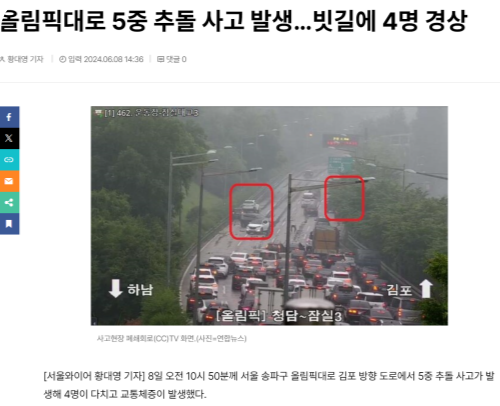 올림픽대로 5중 추돌 사고 발생...빗길에 4명 경상
황대영 기자 입력 2024.06.08 14:36 댓글 0
하남
김포
[올림픽] 청담~잠실3
사고현장 폐쇄회로(CC)TV 화면.(사진=연합뉴스)
[서울와이어 황대영 기자] 8일 오전 10시 50분께 서울 송파구 올림픽대로 김포 방향 도로에서 5중 추돌 사고가 발
생해 4명이 다치고 교통체증이 발생했다.